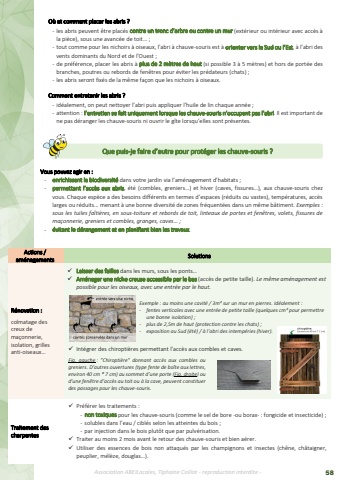 Où et comment placer les abris ?
- les abris peuvent être placés contre un tronc d'arbre ou contre un mur (extérieur ou intérieur avec accès à
la pièce), sous une avancée de toit... ;
- tout comme pour les nichoirs à oiseaux, l'abri à chauve-souris est à orienter vers le Sud ou l'Est, à l'abri des
vents dominants du Nord et de l'Ouest ;
- de préférence, placer les abris à plus de 2 mètres de haut (si possible 3 à 5 mètres) et hors de portée des
branches, poutres ou rebords de fenêtres pour éviter les prédateurs (chats) ;
- les abris seront fixés de la même façon que les nichoirs à oiseaux.
Comment entretenir les abris ?
- idéalement, on peut nettoyer l'abri puis appliquer l'huile de lin chaque année ;
- attention : l'entretien se fait uniquement lorsque les chauve-souris n'occupent pas l'abri. Il est important de
ne pas déranger les chauve-souris ni ouvrir le gîte lorsqu'elles sont présentes.
Que puis-je faire d'autre pour protéger les chauve-souris ?
Vous pouvez agir en :
- enrichissant la biodiversité dans votre jardin via l'aménagement d'habitats ;
- permettant l'accès aux abris, été (combles, greniers...) et hiver (caves, fissures...), aux chauve-souris chez
vous. Chaque espèce a des besoins différents en termes d'espaces (réduits ou vastes), températures, accès
larges ou réduits... menant à une bonne diversité de zones fréquentées dans un même bâtiment. Exemples :
sous les tuiles faîtières, en sous-toiture et rebords de toit, linteaux de portes et fenêtres, volets, fissures de
maçonnerie, greniers et combles, granges, caves... ;
- évitant le dérangement et en planifiant bien les travaux.
Actions / aménagements
Solutions
Rénovation :
colmatage des
creux de
maçonnerie,
isolation, grilles
anti-oiseaux...
✓ Laisser des failles dans les murs, sous les ponts...
✓ Aménager une niche creuse accessible par le bas (accès de petite taille). Le même aménagement est
possible pour les oiseaux, avec une entrée par le haut.
Exemple : au moins une cavité / 3m² sur un mur en pierres. Idéalement :
- fentes verticales avec une entrée de petite taille (quelques cm² pour permettre
une bonne isolation) ;
- plus de 2,5m de haut (protection contre les chats) ;
- exposition au Sud (été) / à l'abri des intempéries (hiver).
✓ Intégrer des chiroptières permettant l'accès aux combles et caves.
Fig. gauche : "Chiroptière" donnant accès aux combles ou
greniers. D'autres ouvertures (type fente de boîte aux lettres,
environ 40 cm * 7 cm) au sommet d'une porte (Fig. droite) ou
d'une fenêtre d'accès au toit ou à la cave, peuvent constituer
des passages pour les chauve-souris.
Traitement des
charpentes
✓ Préférer les traitements :
- non toxiques pour les chauve-souris (comme le sel de bore -ou borax- : fongicide et insecticide) ;
- solubles dans l'eau / ciblés selon les atteintes du bois ;
- par injection dans le bois plutôt que par pulvérisation.
✓ Traiter au moins 2 mois avant le retour des chauve-souris et bien aérer.
✓ Utiliser des essences de bois non attaqués par les champignons et insectes (chêne, châtaigner,
peuplier, mélèze, douglas...).
58